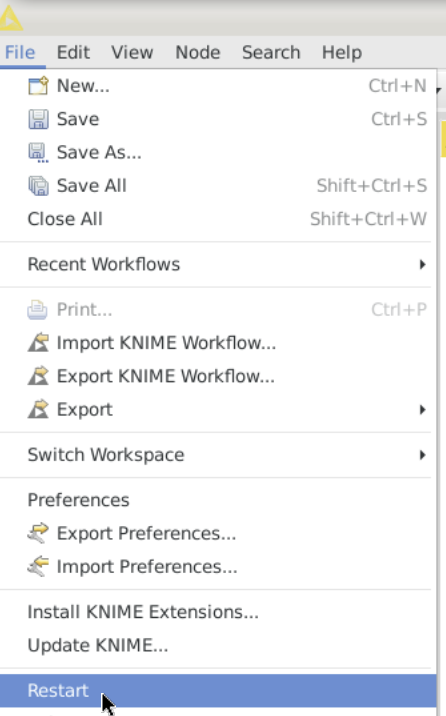 File Edit View Node Search Help
New... Ctrl+N
Save Ctrl+S
Save As...
Save All Shift+Ctrl+S
Close All Shift+Ctrl+W
Recent Workflows
Print... Ctrl+P
Import KNIME Workflow...
Export KNIME Workflow...
Export
Switch Workspace
Preferences
Export Preferences...
Import Preferences...
Install KNIME Extensions...
Update KNIME...
Restart